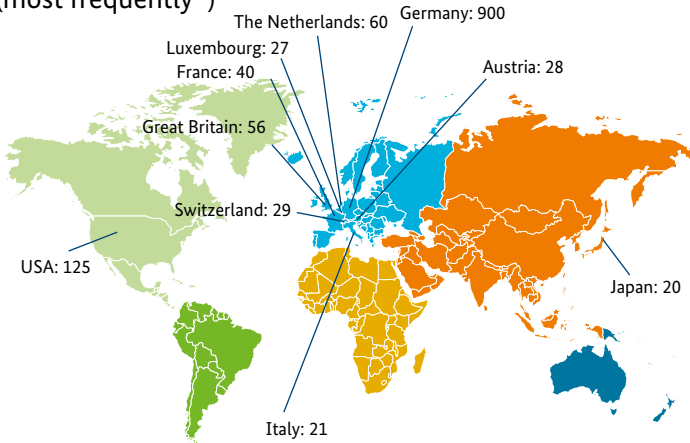 (most frequently*)
Germany: 900
The Netherlands: 60
Luxembourg: 27
France: 40
Austria: 28
Great Britain: 56
Switzerland: 29
USA: 125
Japan: 20
Italy: 21